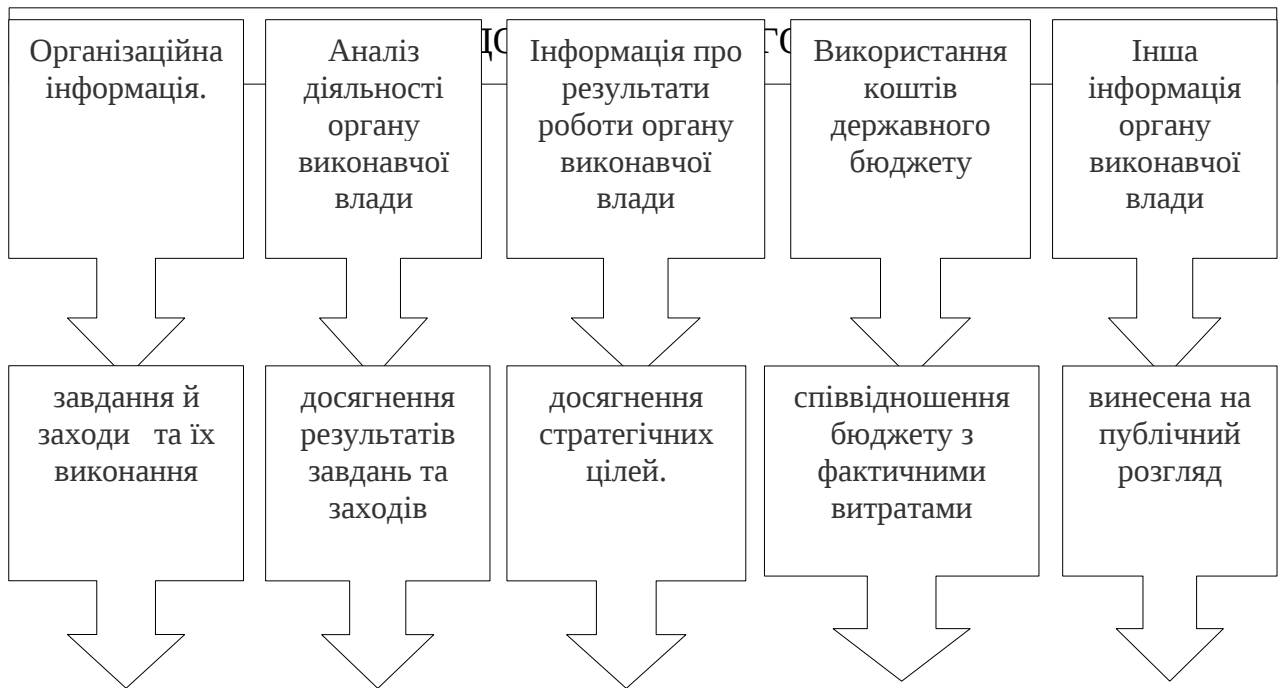 Організаційна
інформація.
Аналіз
діяльності
органу
виконавчої
влади
Інформація про
результати
роботи органу
виконавчої
влади
Використання
коштів
державного
бюджету
Інша
інформація
органу
виконавчої
влади
завдання й
заходи та їх
виконання
досягнення
результатів
завдань та
заходів
досягнення
стратегічних
цілей.
співвідношення
бюджету з
фактичними
витратами
винесена на
публічний
розгляд